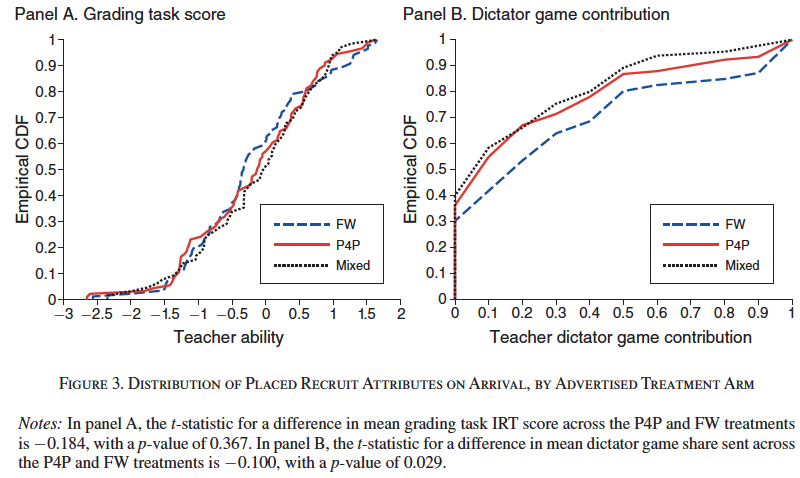 Panel A. Grading task score
Empirical CDF
1
0.9
0.8
0.7
0.6
0.5
0.4
0.3
0.2
0.1
0
FW
P4P
Mixed
−3 −2.5 −2 −1.5 −1 −0.5 0 0.5 1 1.5 2
Teacher ability
Panel B. Dictator game contribution
Empirical CDF
1
0.9
0.8
0.7
0.6
0.5
0.4
0.3
0.2
0.1
0
FW
P4P
Mixed
0 0.1 0.2 0.3 0.4 0.5 0.6 0.7 0.8 0.9 1
Teacher dictator game contribution
FIGURE 3. DISTRIBUTION OF PLACED RECRUIT ATTRIBUTES ON ARRIVAL, BY ADVERTISED TREATMENT ARM
Notes: In panel A, the t-statistic for a difference in mean grading task IRT score across the P4P and FW treatments
is −0.184, with a p-value of 0.367. In panel B, the t-statistic for a difference in mean dictator game share sent across
the P4P and FW treatments is −0.100, with a p-value of 0.029.